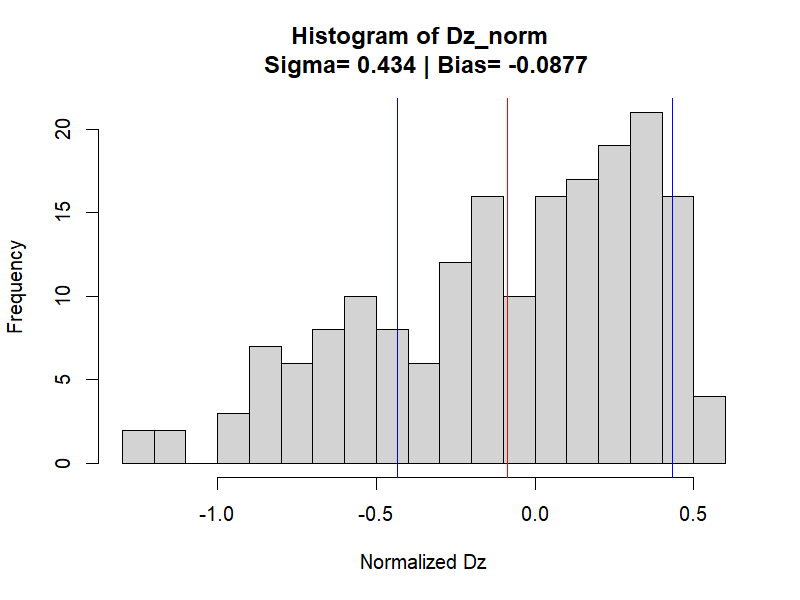 Histogram of Dz_norm
Sigma= 0.434 | Bias= -0.0877
Frequency
20
15
10
5
0
-1.0 -0.5 0.0 0.5
Normalized Dz